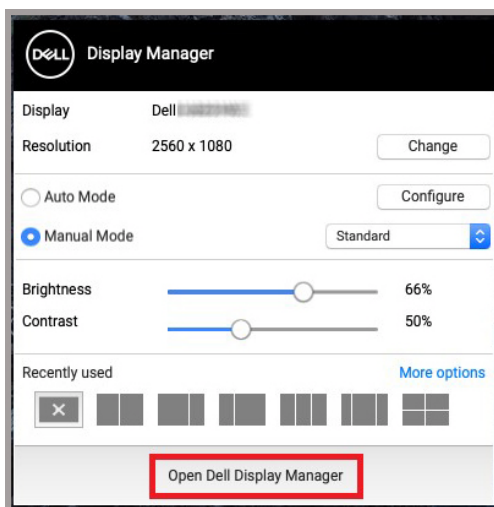 DELL Display Manager
Display Dell
Resolution 2560 x 1080 Change
Auto Mode Configure
Manual Mode Standard
Brightness 66%
Contrast 50%
Recently used More options
Open Dell Display Manager